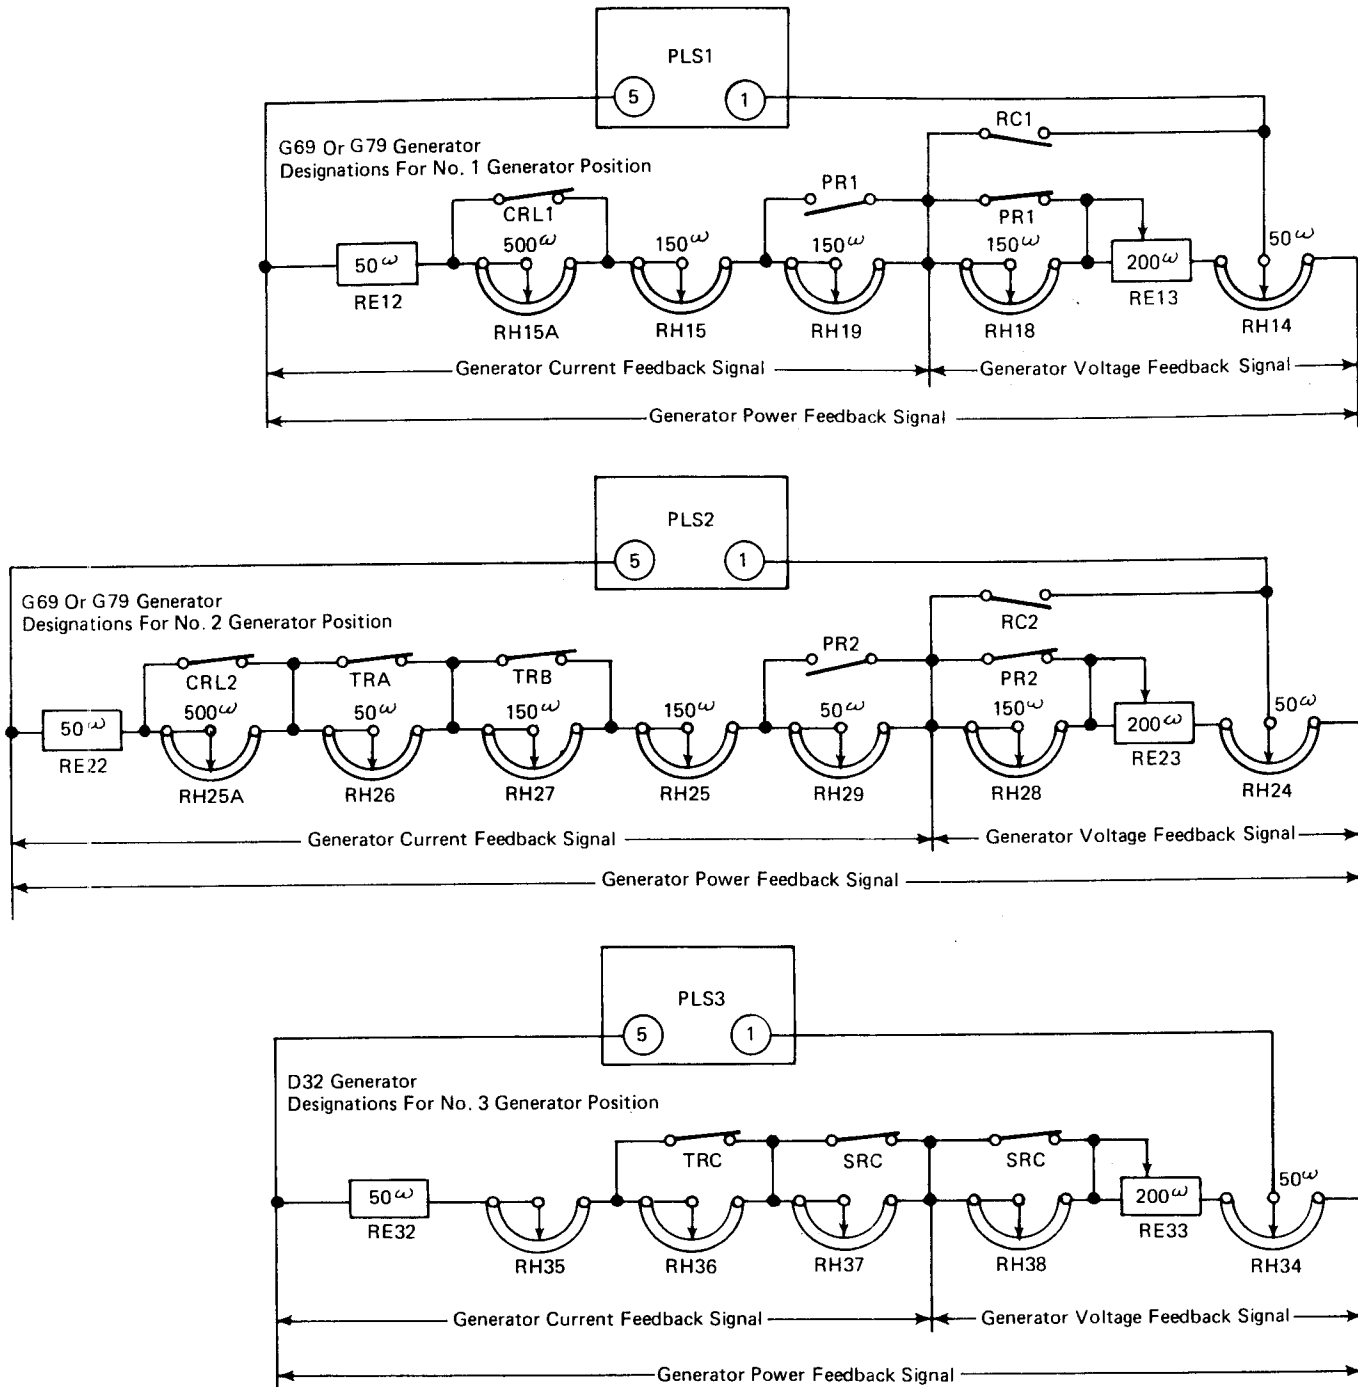 PLS1
5 1
RC1
G69 Or G79 Generator
Designations For No. 1 Generator Position
PR1
CRL1 PR1
500ω 150ω 150ω 150ω 50ω
50ω 200ω
RE12 RE13
RH15A RH15 RH19 RH18 RH14
Generator Current Feedback Signal Generator Voltage Feedback Signal
Generator Power Feedback Signal
PLS2
5 1
G69 Or G79 Generator
Designations For No. 2 Generator Position
RC2
PR2
CRL2 TRA TRB PR2
500ω 50ω 150ω 150ω 50ω 150ω 50ω
50ω 200ω
RE22 RE23
RH25A RH26 RH27 RH25 RH29 RH28 RH24
Generator Current Feedback Signal Generator Voltage Feedback Signal
Generator Power Feedback Signal
PLS3
5 1
D32 Generator
Designations For No. 3 Generator Position
TRC SRC SRC
50ω
50ω 200ω
RE32 RE33
RH35 RH36 RH37 RH38 RH34
Generator Current Feedback Signal Generator Voltage Feedback Signal
Generator Power Feedback Signal